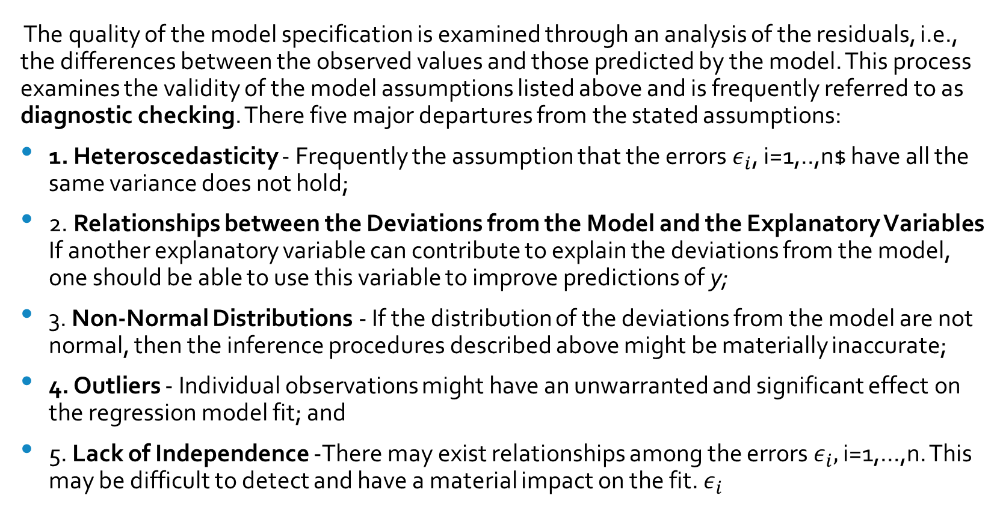 The quality of the model specification is examined through an analysis of the residuals, i.e.,
the differences between the observed values and those predicted by the model. This process
examines the validity of the model assumptions listed above and is frequently referred to as
diagnostic checking. There five major departures from the stated assumptions:
• 1. Heteroscedasticity - Frequently the assumption that the errors ϵᵢ, i=1,..,n$ have all the
same variance does not hold;
• 2. Relationships between the Deviations from the Model and the Explanatory Variables
If another explanatory variable can contribute to explain the deviations from the model,
one should be able to use this variable to improve predictions of y;
• 3. Non-Normal Distributions - If the distribution of the deviations from the model are not
normal, then the inference procedures described above might be materially inaccurate;
• 4. Outliers - Individual observations might have an unwarranted and significant effect on
the regression model fit; and
• 5. Lack of Independence -There may exist relationships among the errors ϵᵢ, i=1,...,n. This
may be difficult to detect and have a material impact on the fit. ϵᵢ